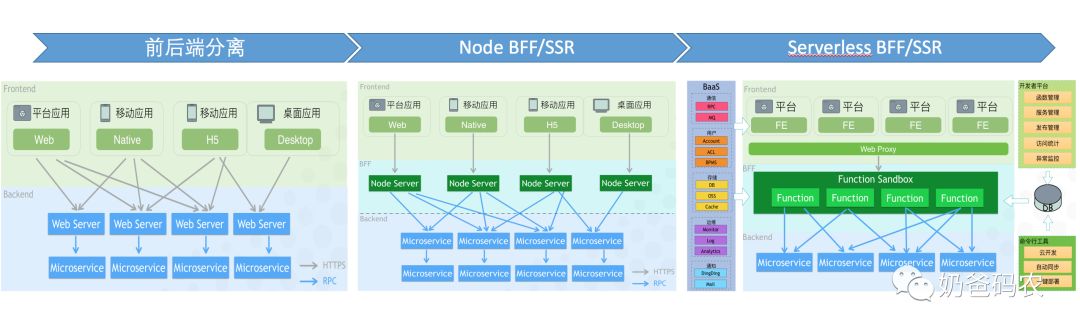 前后端分离
Node BFF/SSR
Serverless BFF/SSR
Frontend
平台应用
移动应用
移动应用
桌面应用
Web
Native
H5
Desktop
Backend
Web Server
Web Server
Web Server
Web Server
Microservice
Microservice
Microservice
Microservice
HTTPS
RPC
Frontend
平台应用
移动应用
移动应用
桌面应用
Web
Native
H5
Desktop
BFF
Node Server
Node Server
Node Server
Node Server
Backend
Microservice
Microservice
Microservice
Microservice
Microservice
Microservice
Microservice
Microservice
HTTPS
RPC
BaaS
通信
RPC
MQ
用户
Account
ACL
BPMS
存储
DB
OSS
Cache
运维
Monitor
Log
Analytics
通知
DingDing
Mail
Frontend
平台
平台
平台
平台
FE
FE
FE
FE
Web Proxy
BFF
Function Sandbox
Function
Function
Function
Function
Backend
Microservice
Microservice
Microservice
Microservice
开发者平台
函数管理
服务管理
发布管理
访问统计
异常监控
DB
命令行工具
云开发
自动同步
键部署
奶爸码农